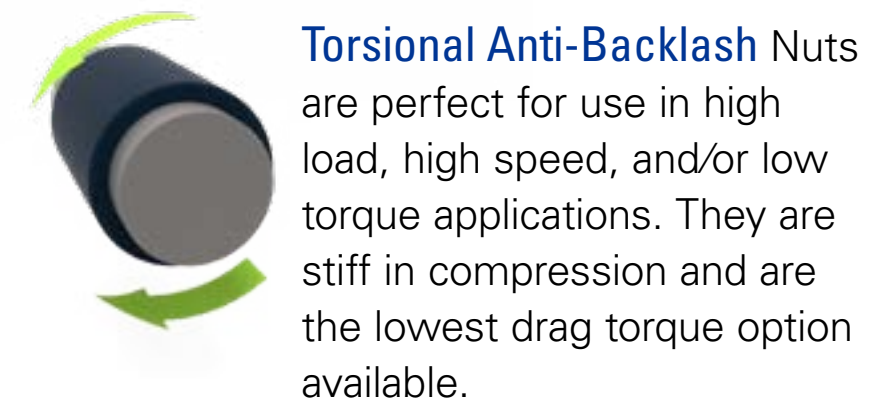 Torsional Anti-Backlash Nuts
are perfect for use in high
load, high speed, and/or low
torque applications. They are
stiff in compression and are
the lowest drag torque option
available.